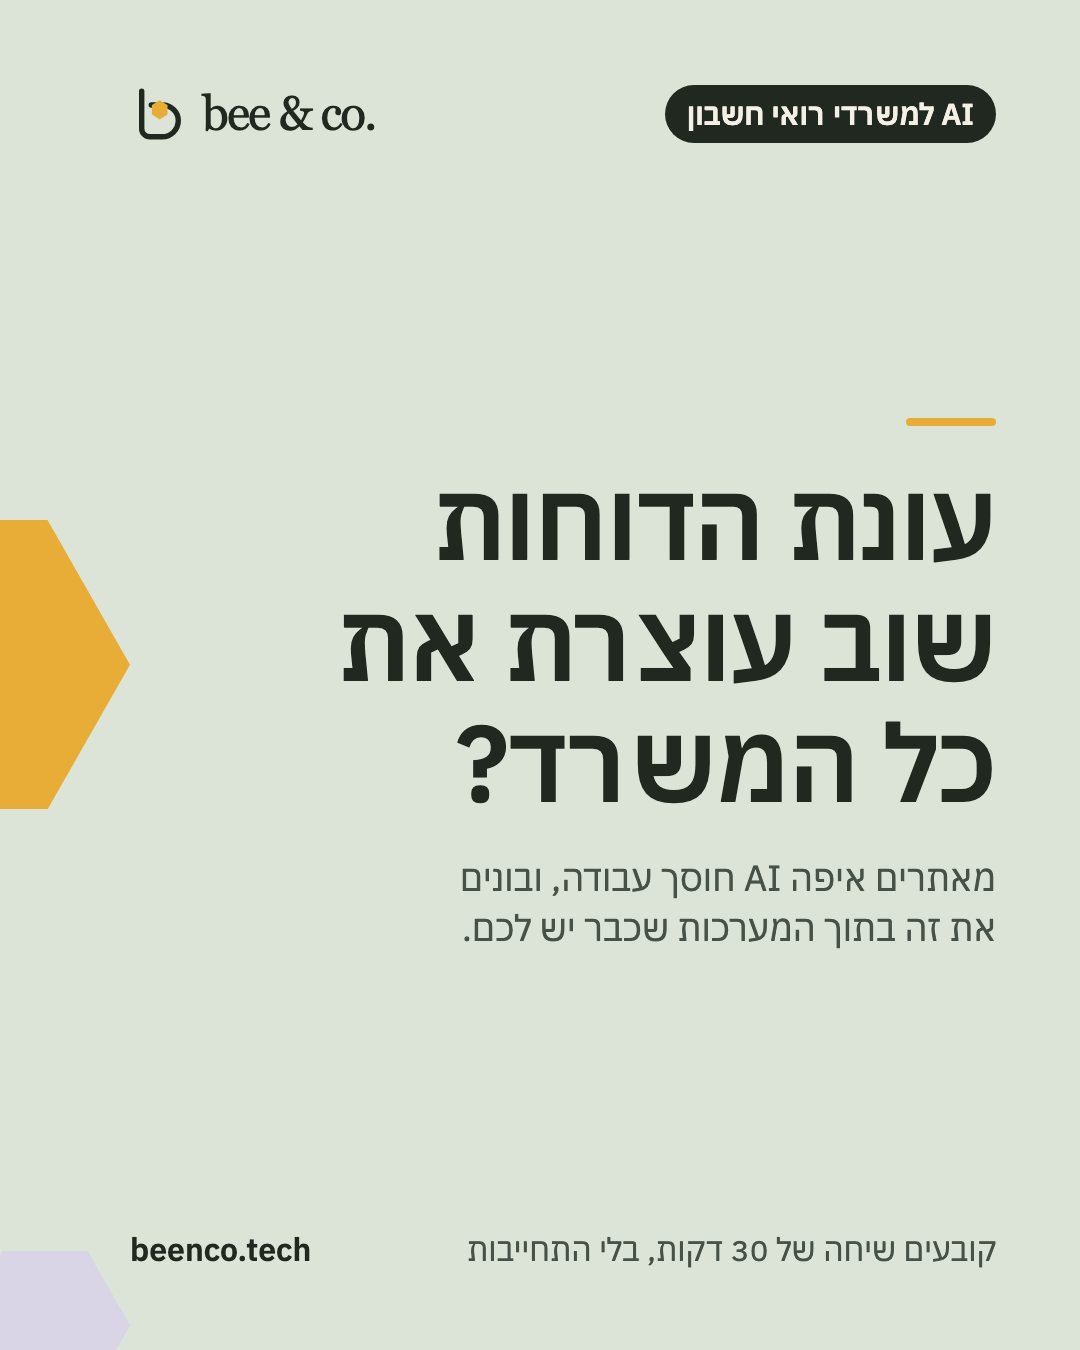 AI למשרדי רואי חשבון
bee & co.
עונת הדוחות
שוב עוצרת את
כל המשרד?
מאתרים איפה AI חוסך עבודה, ובונים
את זה בתוך המערכות שכבר יש לכם.
קובעים שיחה של 30 דקות, בלי התחייבות
beenco.tech